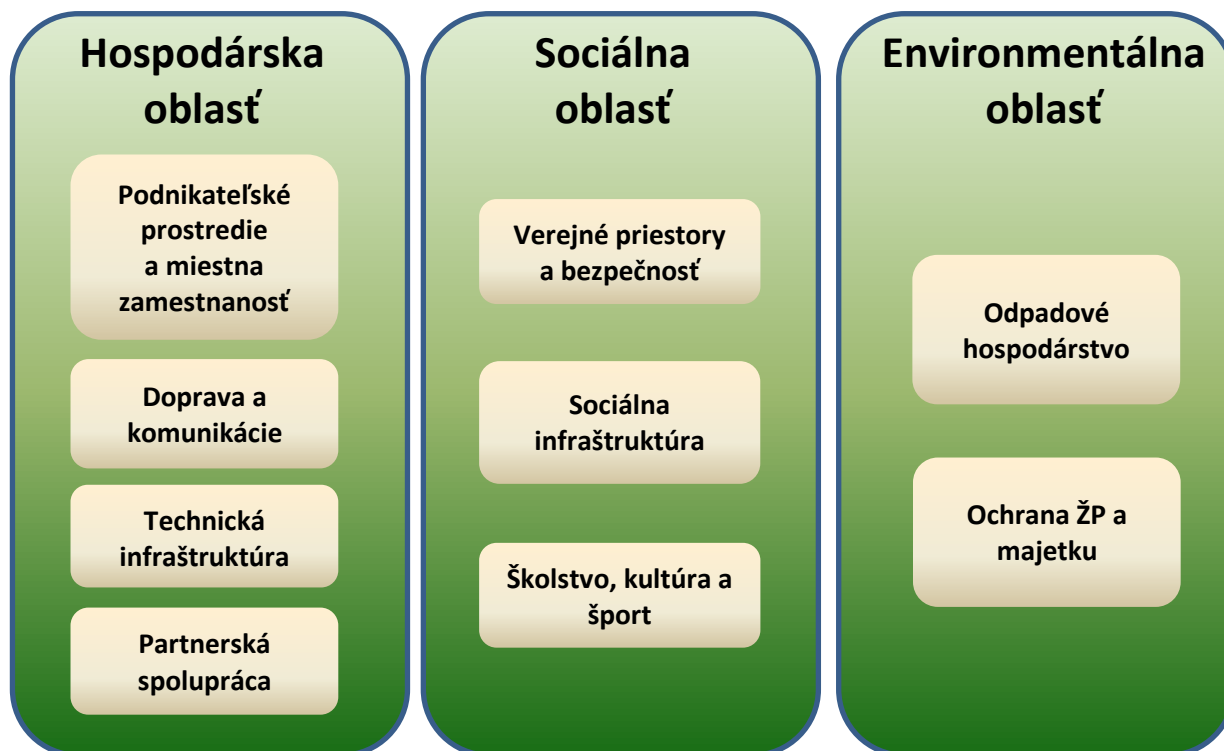 Hospodárska
oblasť
Podnikateľské
prostredie
a miestna
zamestnanosť
Doprava a
komunikácie
Technická
infraštruktúra
Partnerská
spolupráca
Sociálna
oblasť
Verejné priestory
a bezpečnosť
Sociálna
infraštruktúra
Školstvo, kultúra a
šport
Environmentálna
oblasť
Odpadové
hospodárstvo
Ochrana ŽP a
majetku